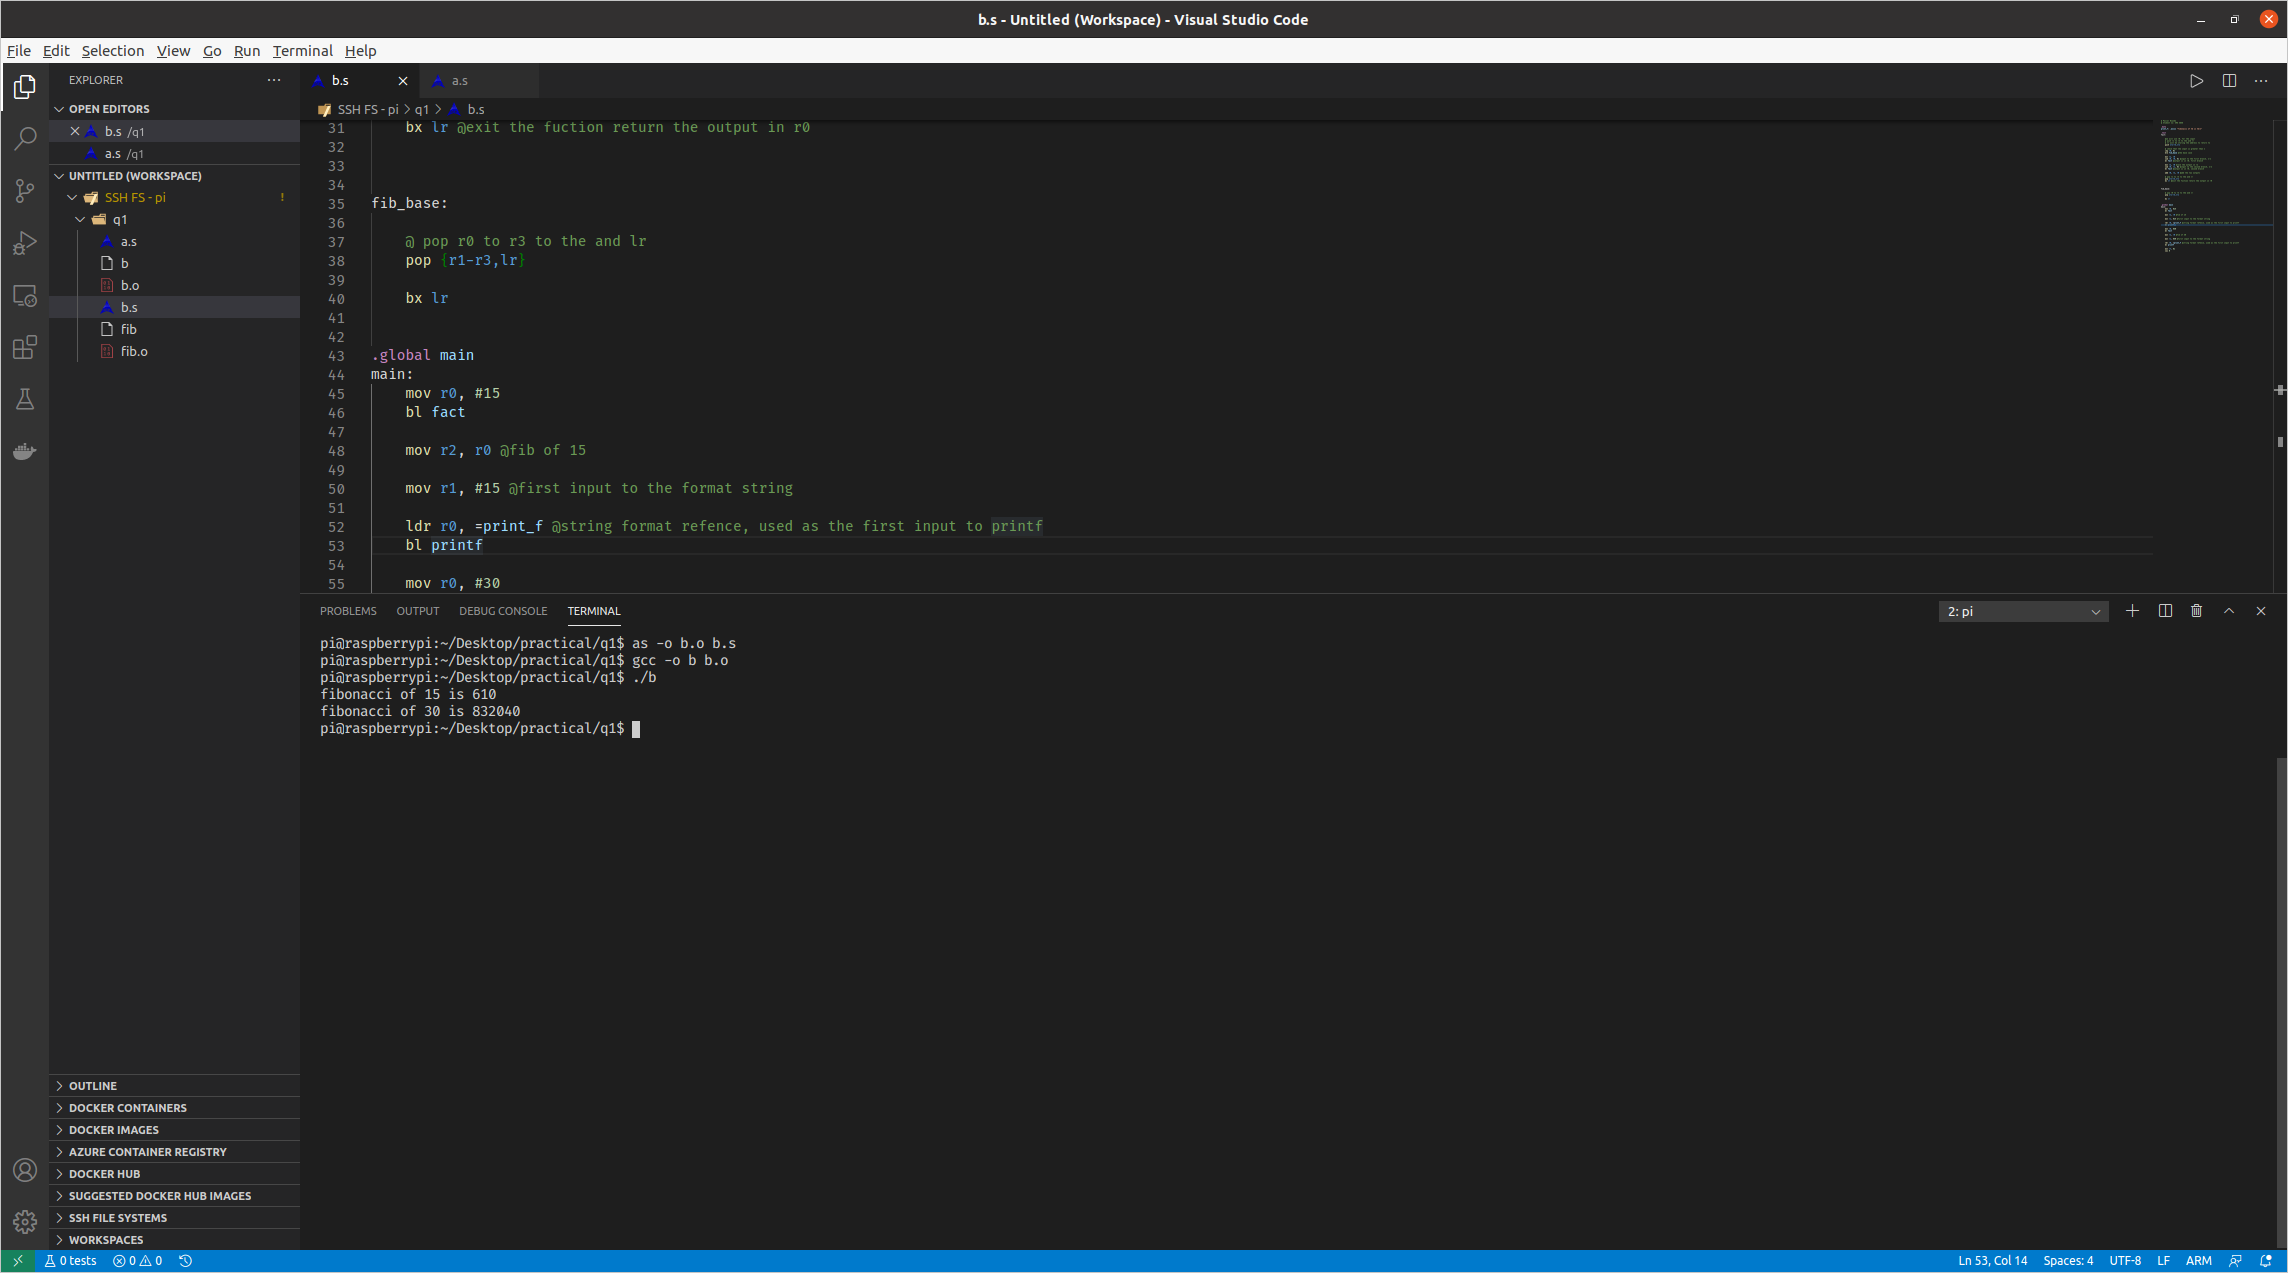 b.s - Untitled (Workspace) - Visual Studio Code
File Edit Selection View Go Run Terminal Help
EXPLORER
OPEN EDITORS
b.s /q1
a.s /q1
UNTITLED (WORKSPACE)
SSH FS - pi !
q1
a.s
b
b.o
b.s
fib
fib.o
OUTLINE
DOCKER CONTAINERS
DOCKER IMAGES
AZURE CONTAINER REGISTRY
DOCKER HUB
SUGGESTED DOCKER HUB IMAGES
SSH FILE SYSTEMS
WORKSPACES
b.s a.s
SSH FS - pi > q1 > b.s
31 bx lr @exit the fuction return the output in r0
32
33
34
35 fib_base:
36
37 @ pop r0 to r3 to the and lr
38 pop {r1-r3,lr}
39
40 bx lr
41
42
43 .global main
44 main:
45 mov r0, #15
46 bl fact
47
48 mov r2, r0 @fib of 15
49
50 mov r1, #15 @first input to the format string
51
52 ldr r0, =print_f @string format refence, used as the first input to printf
53 bl printf
54
55 mov r0, #30
PROBLEMS OUTPUT DEBUG CONSOLE TERMINAL 2: pi
pi@raspberrypi:~/Desktop/practical/q1$ as -o b.o b.s
pi@raspberrypi:~/Desktop/practical/q1$ gcc -o b b.o
pi@raspberrypi:~/Desktop/practical/q1$ ./b
fibonacci of 15 is 610
fibonacci of 30 is 832040
pi@raspberrypi:~/Desktop/practical/q1$
0 tests 0 0 Ln 53, Col 14 Spaces: 4 UTF-8 LF ARM